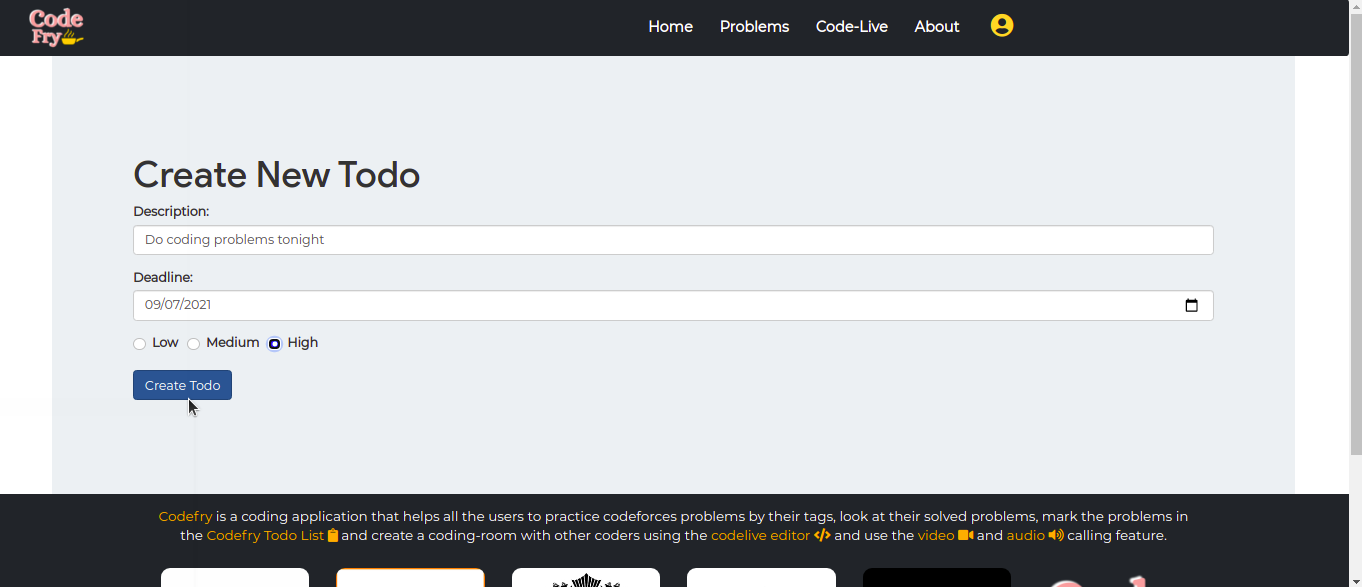 Code
Fry
Home Problems Code-Live About
Create New Todo
Description:
Do coding problems tonight
Deadline:
09/07/2021
Low Medium High
Create Todo
Codefry is a coding application that helps all the users to practice codeforces problems by their tags, look at their solved problems, mark the problems in
the Codefry Todo List and create a coding-room with other coders using the codelive editor and use the video and audio calling feature.